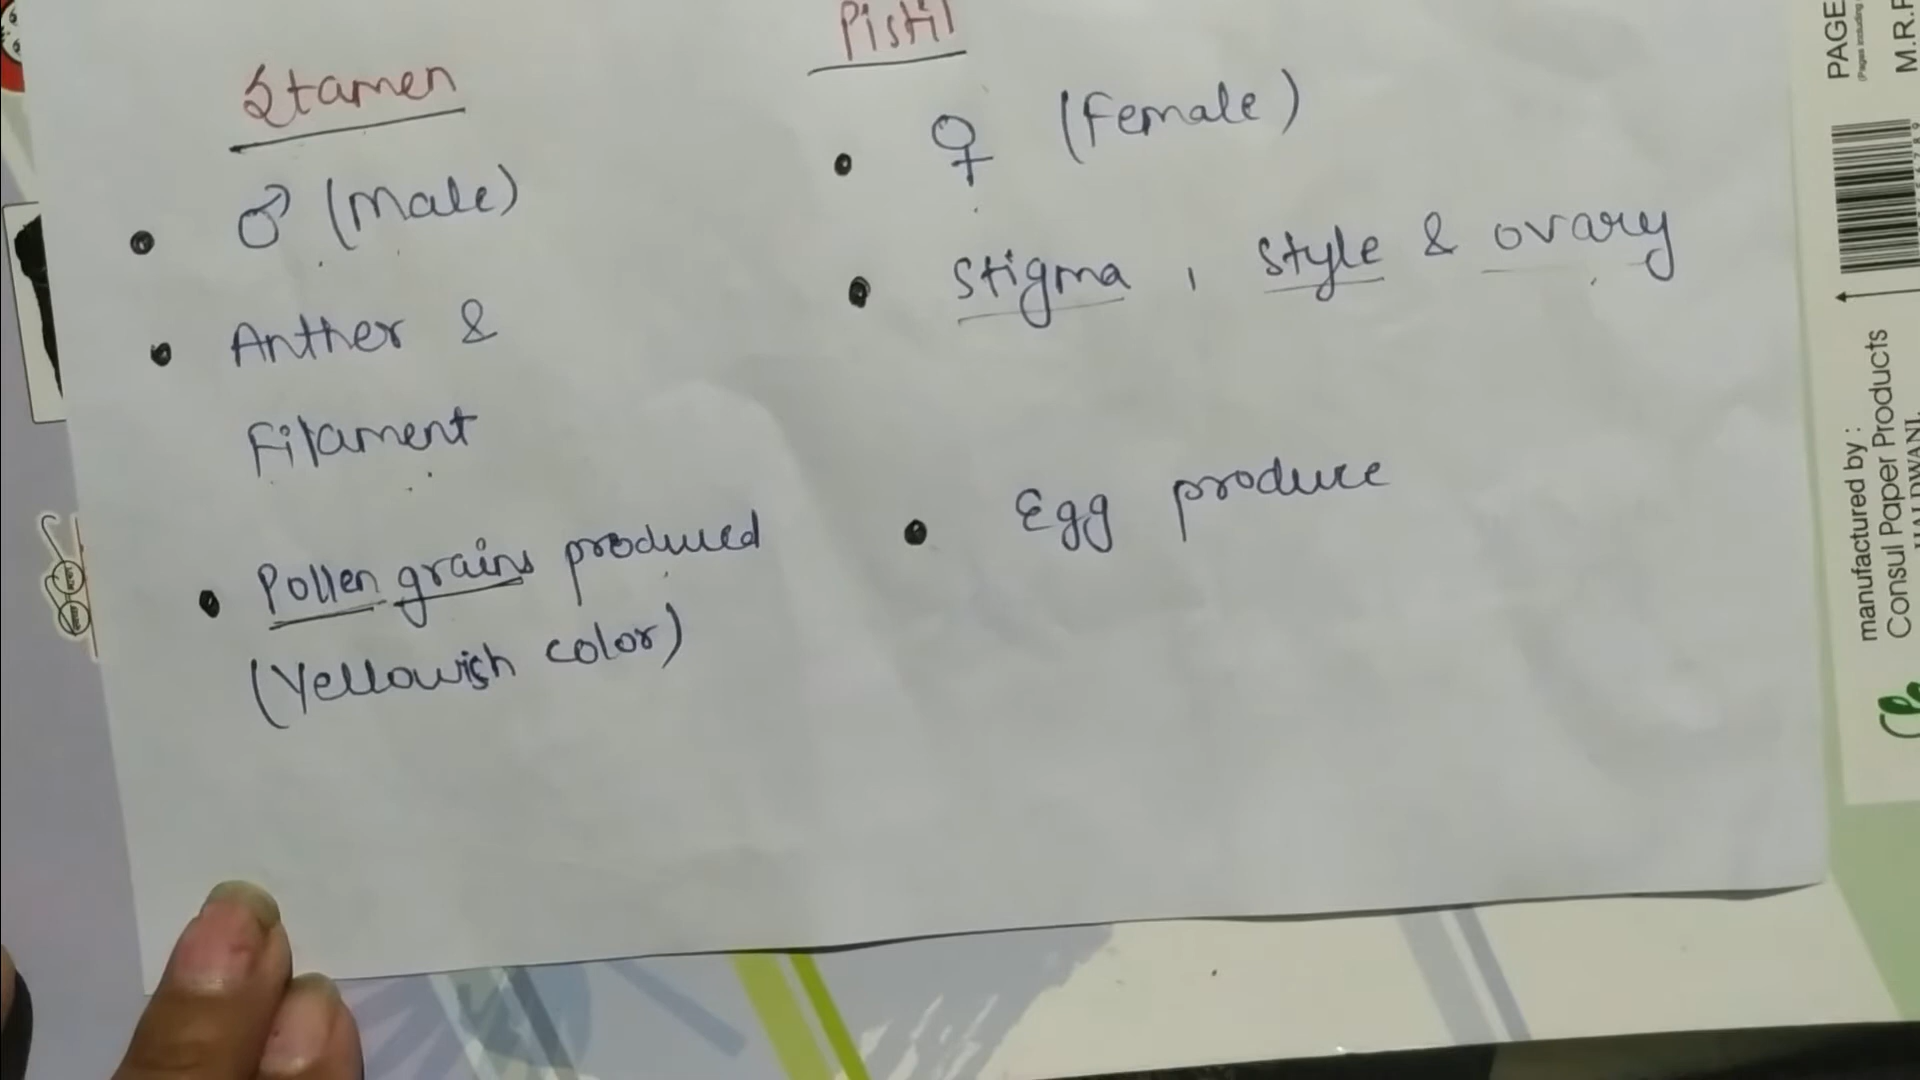 Stamen
♂ (Male)
Anther &
Filament
Pollen grains produced
(Yellowish color)
Pistil
♀ (Female)
Stigma, Style & ovary
Egg produce
PAGE
M.R.P
manufactured by :
Consul Paper Products
HALDWANI